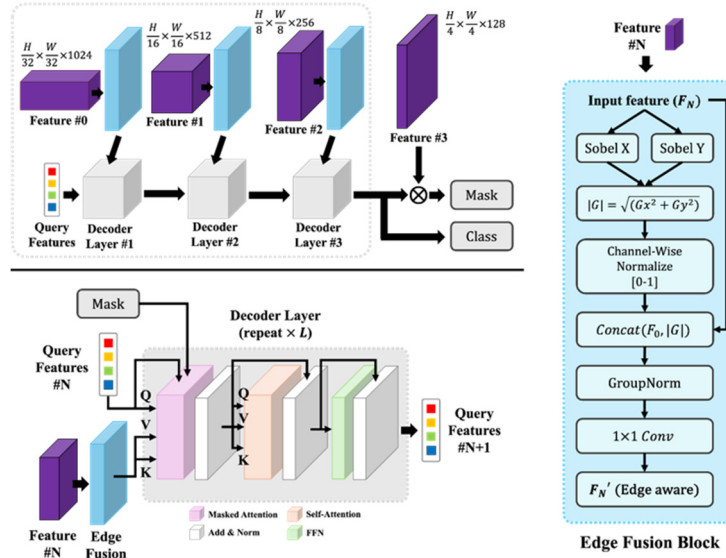 H/32 × W/32 ×1024
H/16 × W/16 ×512
H/8 × W/8 ×256
H/4 × W/4 ×128
Feature #0
Feature #1
Feature #2
Feature #3
Query
Features
Decoder
Layer #1
Decoder
Layer #2
Decoder
Layer #3
Mask
Class
Mask
Decoder Layer
(repeat × L)
Query
Features
#N
Q
V
K
Q
V
K
Query
Features
#N+1
Feature
#N
Edge
Fusion
Masked Attention
Self-Attention
Add & Norm
FFN
Feature
#N
Input feature (F_N)
Sobel X
Sobel Y
|G| = √(Gx² + Gy²)
Channel-Wise
Normalize
[0-1]
Concat(F₀, |G|)
GroupNorm
1×1 Conv
F_N′ (Edge aware)
Edge Fusion Block